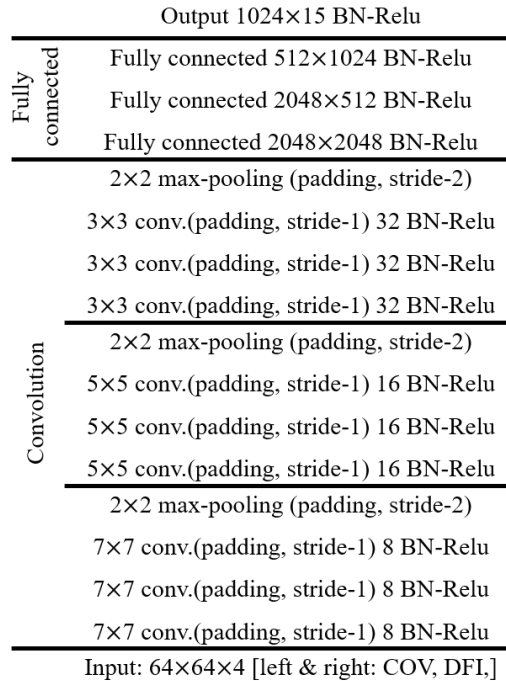 Output 1024×15 BN-Relu
Fully connected
Fully connected 512×1024 BN-Relu
Fully connected 2048×512 BN-Relu
Fully connected 2048×2048 BN-Relu
Convolution
2×2 max-pooling (padding, stride-2)
3×3 conv.(padding, stride-1) 32 BN-Relu
3×3 conv.(padding, stride-1) 32 BN-Relu
3×3 conv.(padding, stride-1) 32 BN-Relu
2×2 max-pooling (padding, stride-2)
5×5 conv.(padding, stride-1) 16 BN-Relu
5×5 conv.(padding, stride-1) 16 BN-Relu
5×5 conv.(padding, stride-1) 16 BN-Relu
2×2 max-pooling (padding, stride-2)
7×7 conv.(padding, stride-1) 8 BN-Relu
7×7 conv.(padding, stride-1) 8 BN-Relu
7×7 conv.(padding, stride-1) 8 BN-Relu
Input: 64×64×4 [left & right: COV, DFI,]